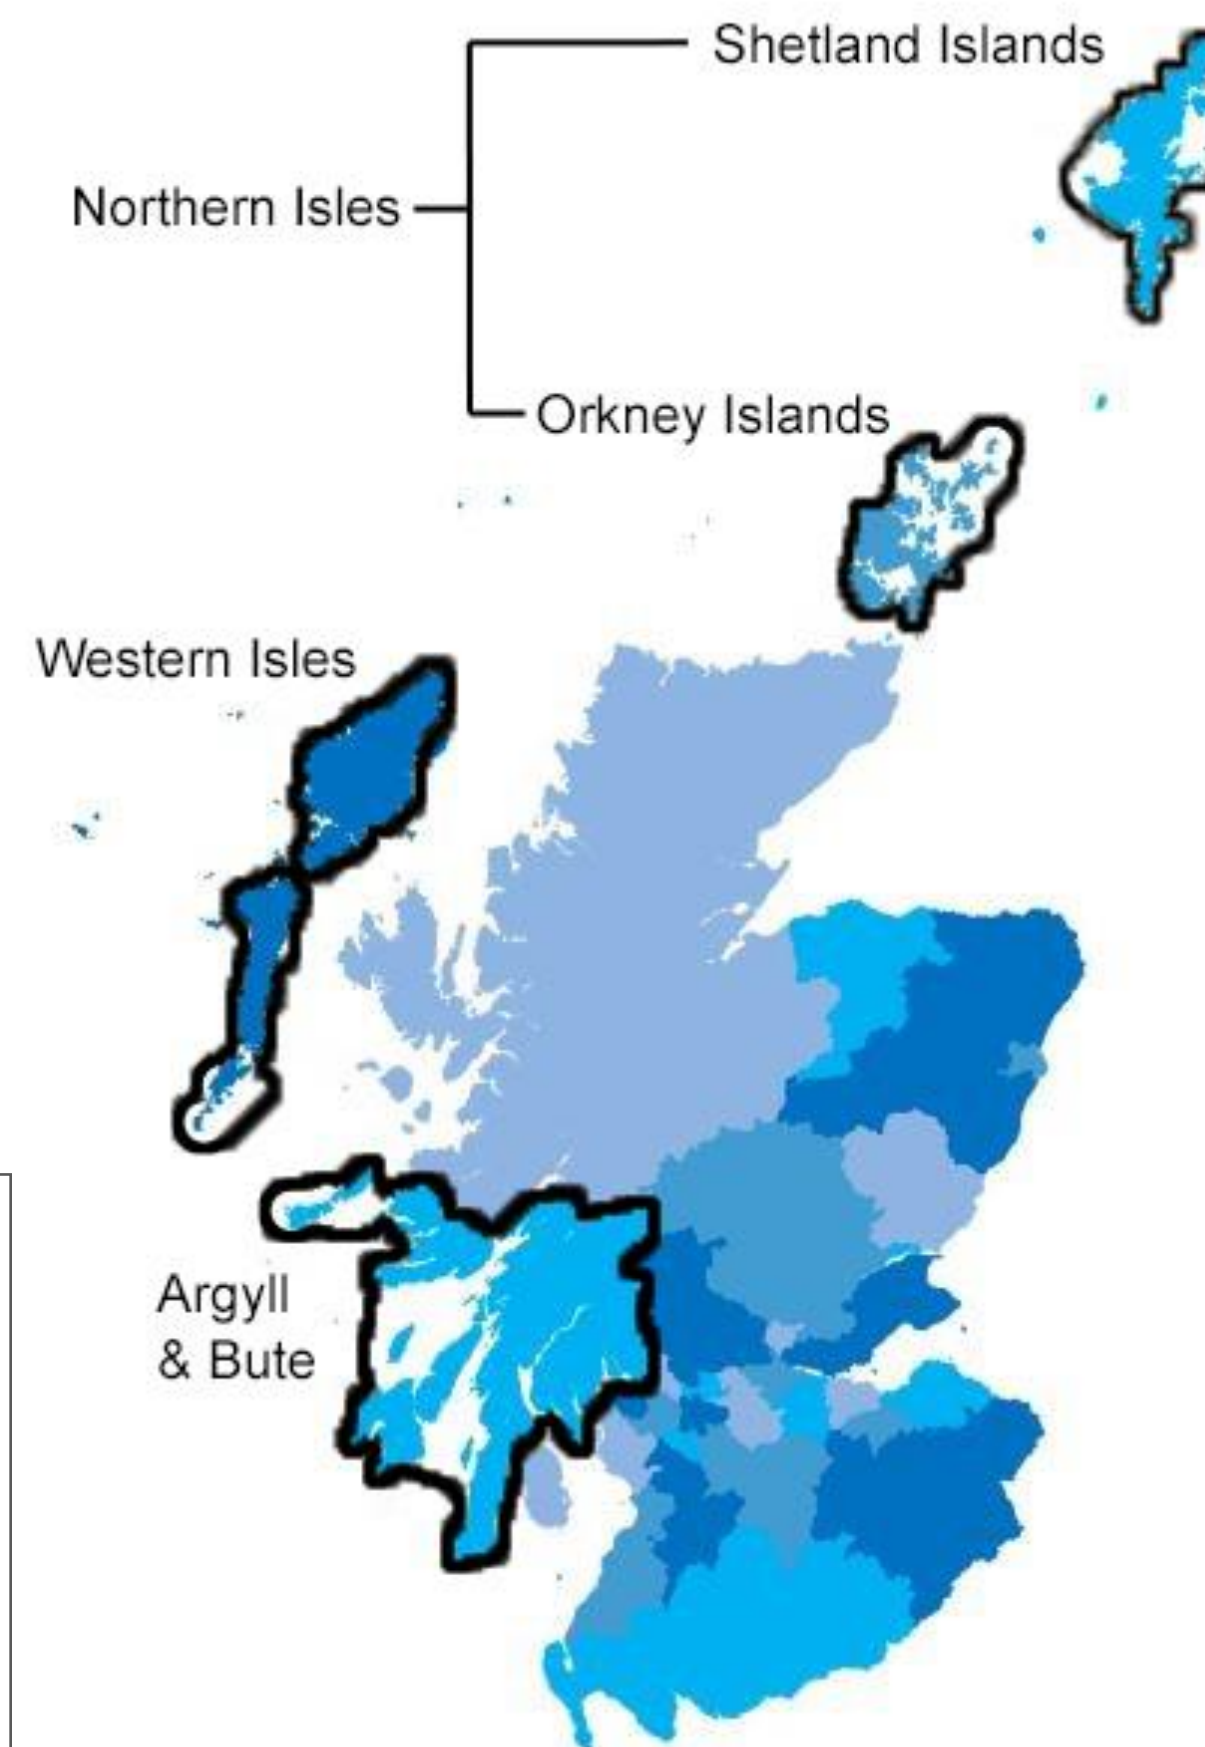 Shetland Islands
Northern Isles
Orkney Islands
Western Isles
Argyll
& Bute